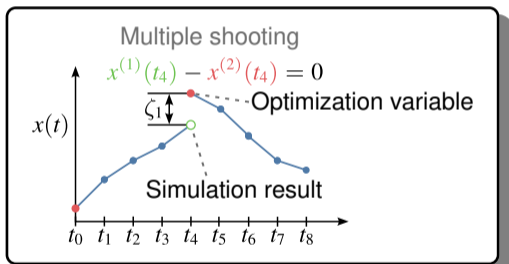 Multiple shooting
x⁽¹⁾(t₄) − x⁽²⁾(t₄) = 0
ζ₁
Optimization variable
x(t)
Simulation result
t₀ t₁ t₂ t₃ t₄ t₅ t₆ t₇ t₈